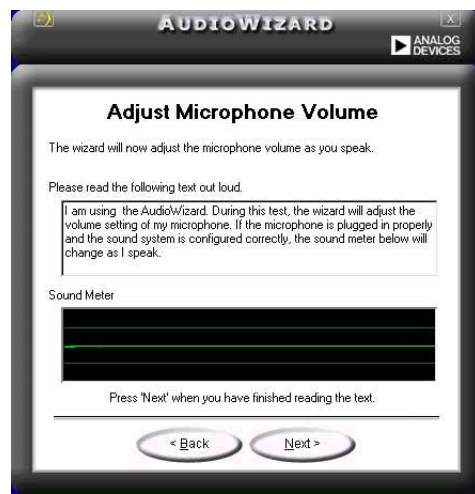 AUDIOWIZARD
X
ANALOG
DEVICES
Adjust Microphone Volume
The wizard will now adjust the microphone volume as you speak.
Please read the following text out loud.
I am using  the AudioWizard. During this test, the wizard will adjust the
volume setting of my microphone. If the microphone is plugged in properly
and the sound system is configured correctly, the sound meter below will
change as I speak.
Sound Meter
Press 'Next' when you have finished reading the text.
< Back
Next >